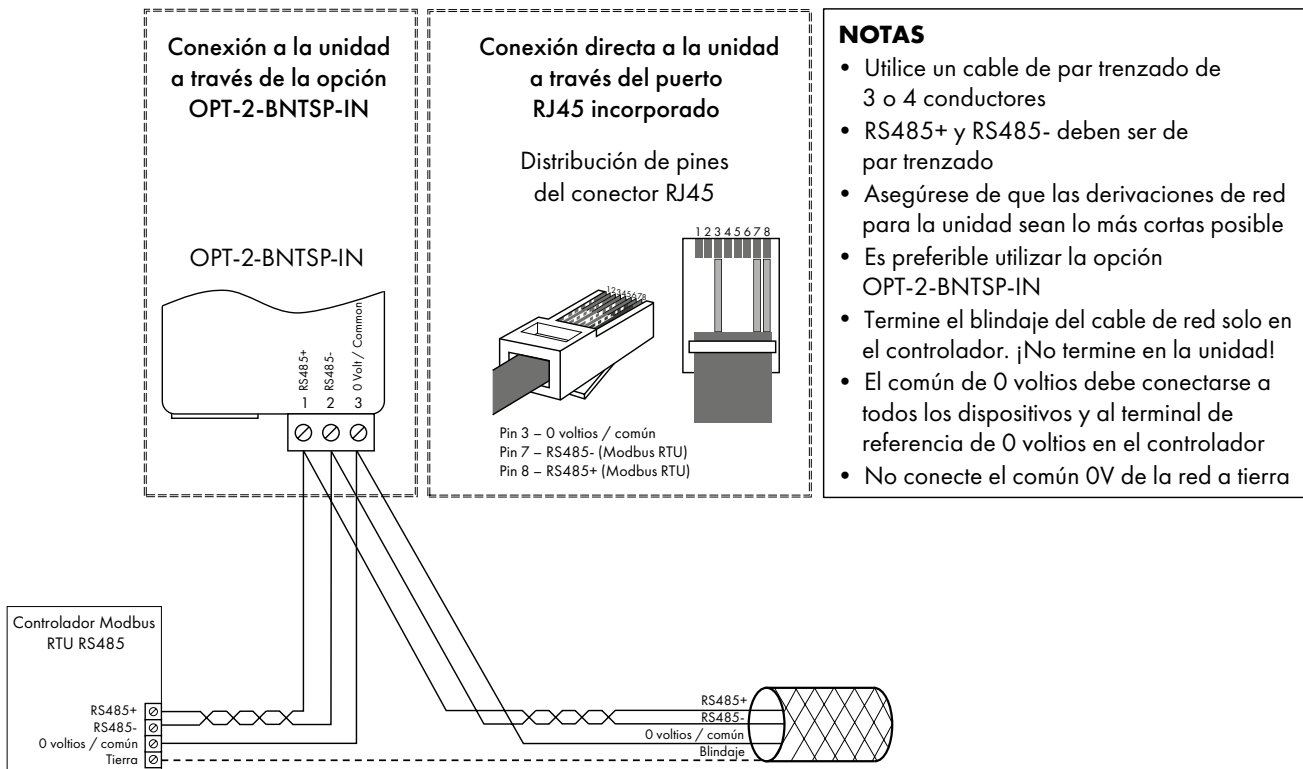 Conexión a la unidad
a través de la opción
OPT-2-BNTSP-IN
OPT-2-BNTSP-IN
RS485+
RS485-
0 Volt / Common
1 2 3
Conexión directa a la unidad
a través del puerto
RJ45 incorporado
Distribución de pines
del conector RJ45
12345678
12345678
Pin 3 – 0 voltios / común
Pin 7 – RS485- (Modbus RTU)
Pin 8 – RS485+ (Modbus RTU)
NOTAS
• Utilice un cable de par trenzado de
3 o 4 conductores
• RS485+ y RS485- deben ser de
par trenzado
• Asegúrese de que las derivaciones de red
para la unidad sean lo más cortas posible
• Es preferible utilizar la opción
OPT-2-BNTSP-IN
• Termine el blindaje del cable de red solo en
el controlador. ¡No termine en la unidad!
• El común de 0 voltios debe conectarse a
todos los dispositivos y al terminal de
referencia de 0 voltios en el controlador
• No conecte el común 0V de la red a tierra
Controlador Modbus
RTU RS485
RS485+
RS485-
0 voltios / común
Tierra
RS485+
RS485-
0 voltios / común
Blindaje